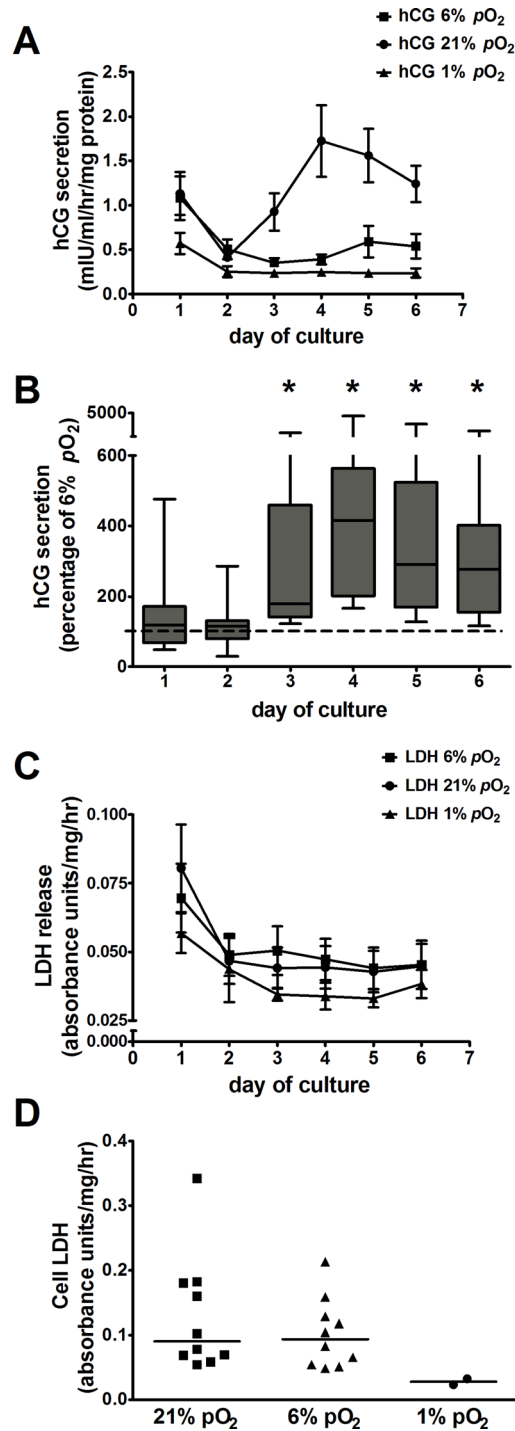 A
hCG 6% pO2
hCG 21% pO2
hCG 1% pO2
hCG secretion
(mIU/ml/hr/mg protein)
2.5
2.0
1.5
1.0
0.5
0.0
0 1 2 3 4 5 6 7
day of culture
B
* * * *
hCG secretion
(percentage of 6% pO2)
5000
600
400
200
0
1 2 3 4 5 6
day of culture
C
LDH 6% pO2
LDH 21% pO2
LDH 1% pO2
LDH release
(absorbance units/mg/hr)
0.100
0.075
0.050
0.025
0.000
0 1 2 3 4 5 6 7
day of culture
D
Cell LDH
(absorbance units/mg/hr)
0.4
0.3
0.2
0.1
0.0
21% pO2 6% pO2 1% pO2